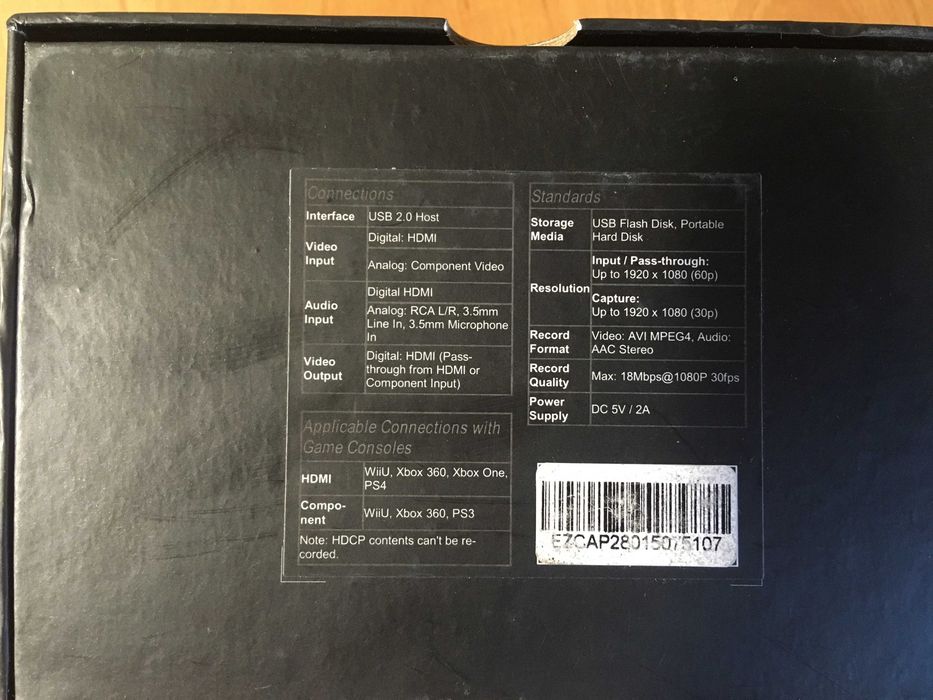 Connections
Interface USB 2.0 Host
Video
Input
Digital: HDMI
Analog: Component Video
Audio
Input
Digital HDMI
Analog: RCA L/R, 3.5mm
Line In, 3.5mm Microphone
In
Video
Output
Digital: HDMI (Pass-
through from HDMI or
Component Input)
Applicable Connections with
Game Consoles
HDMI
WiiU, Xbox 360, Xbox One,
PS4
Compo-
nent
WiiU, Xbox 360, PS3
Note: HDCP contents can't be re-
corded.
Standards
Storage
Media
USB Flash Disk, Portable
Hard Disk
Resolution
Input / Pass-through:
Up to 1920 x 1080 (60p)
Capture:
Up to 1920 x 1080 (30p)
Record
Format
Video: AVI MPEG4, Audio:
AAC Stereo
Record
Quality
Max: 18Mbps@1080P 30fps
Power
Supply
DC 5V / 2A
EZCAP28015075107